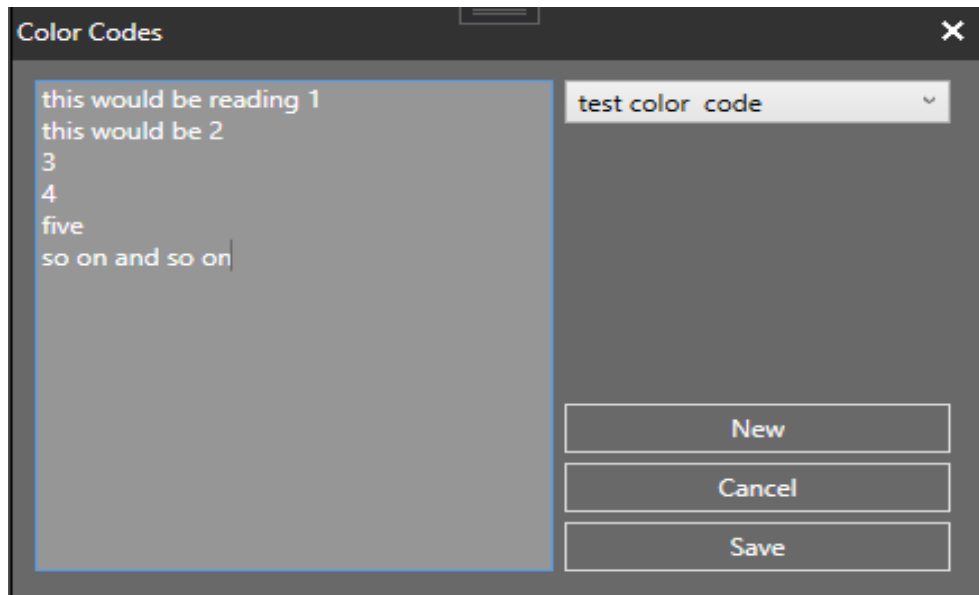 Color Codes
this would be reading 1
this would be 2
3
4
five
so on and so on
test color  code
New
Cancel
Save